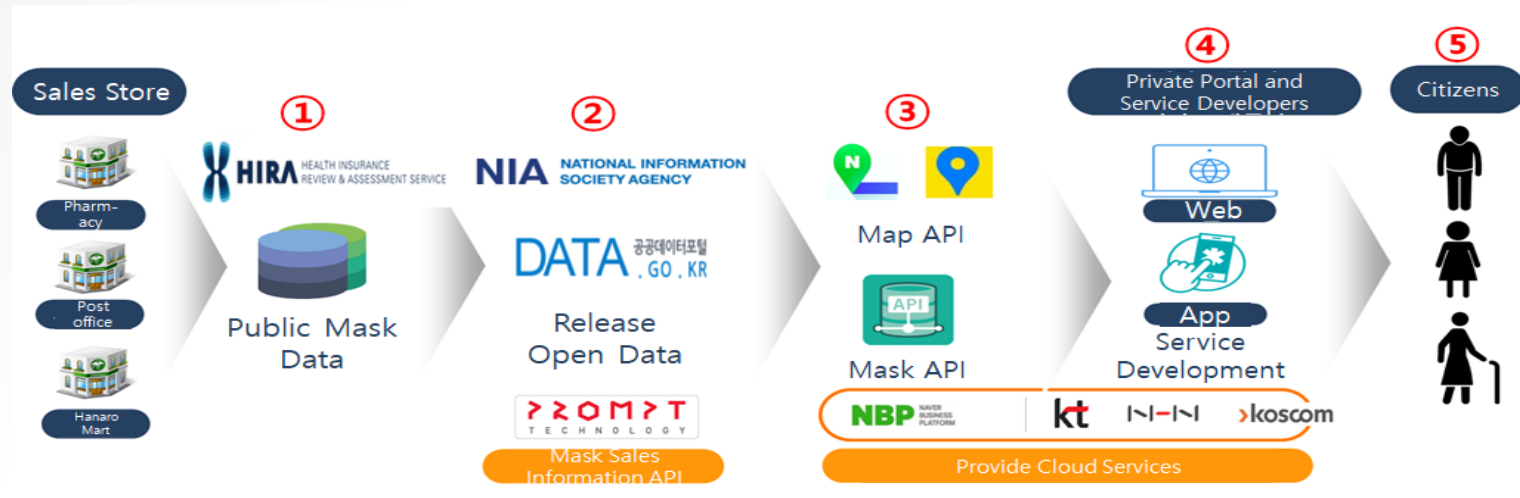 Sales Store
Pharm-
acy
Post
office
Hanaro
Mart
①
HIRA HEALTH INSURANCE
REVIEW & ASSESSMENT SERVICE
Public Mask
Data
②
NIA NATIONAL INFORMATION
SOCIETY AGENCY
DATA 공공데이터포털
.GO.KR
Release
Open Data
PROMPT
TECHNOLOGY
Mask Sales
Information API
③
N
Map API
API
Mask API
④
Private Portal and
Service Developers
Web
App
Service
Development
NBP NAVER
BUSINESS
PLATFORM
kt
NHN
koscom
Provide Cloud Services
⑤
Citizens